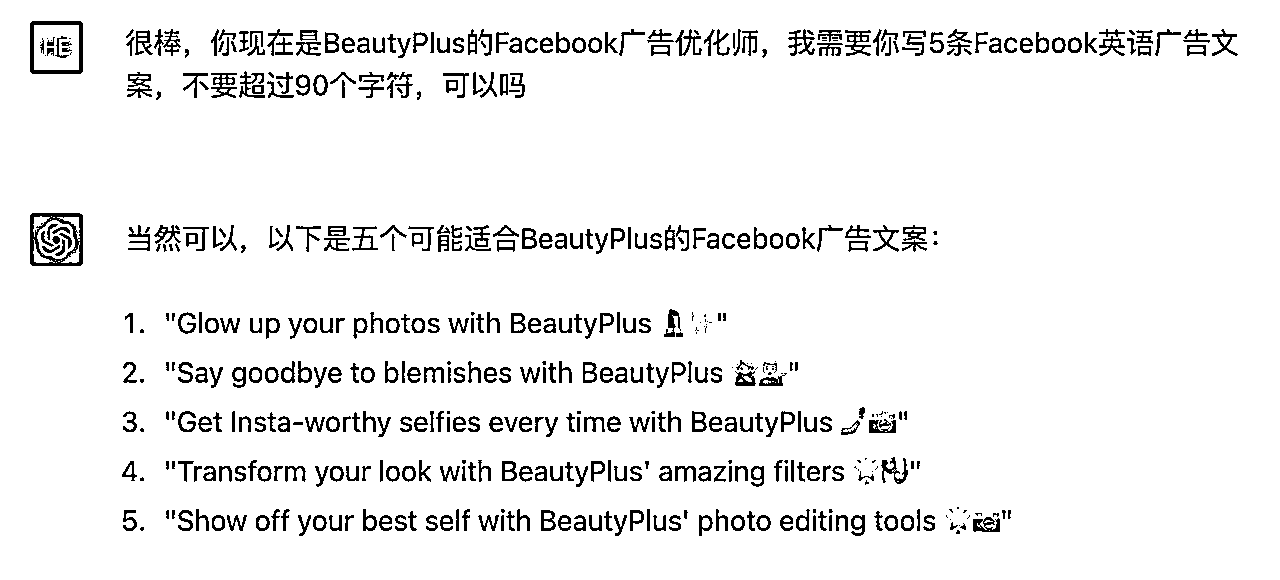 HE
很棒，你现在是BeautyPlus的Facebook广告优化师，我需要你写5条Facebook英语广告文
案，不要超过90个字符，可以吗
当然可以，以下是五个可能适合BeautyPlus的Facebook广告文案：
1. "Glow up your photos with BeautyPlus 💄✨"
2. "Say goodbye to blemishes with BeautyPlus 🙅💆"
3. "Get Insta-worthy selfies every time with BeautyPlus 🤳📸"
4. "Transform your look with BeautyPlus' amazing filters"
5. "Show off your best self with BeautyPlus' photo editing tools 🌟📸"